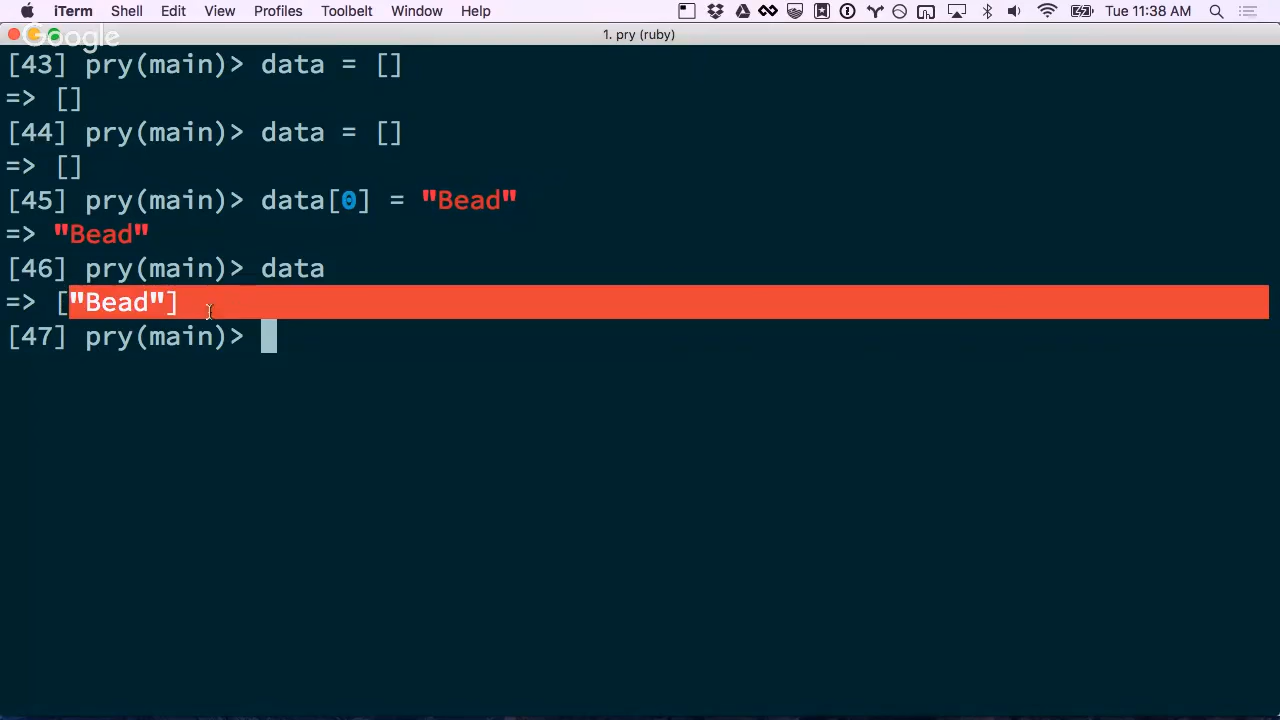 iTerm Shell Edit View Profiles Toolbelt Window Help Tue 11:38 AM
Google
1. pry (ruby)
[43] pry(main)> data = []
=> []
[44] pry(main)> data = []
=> []
[45] pry(main)> data[0] = "Bead"
=> "Bead"
[46] pry(main)> data
=> ["Bead"]
[47] pry(main)>